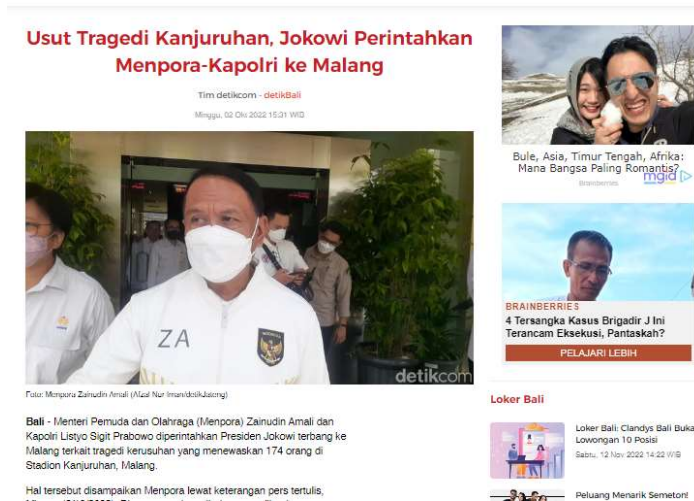 Usut Tragedi Kanjuruhan, Jokowi Perintahkan
Menpora-Kapolri ke Malang
Tim detikcom - detikBali
Minggu, 02 Okt 2022 15:31 WIB
ZA
detikcom
Foto: Menpora Zainudin Amali (Afzal Nur Iman/detikJateng)
Bali - Menteri Pemuda dan Olahraga (Menpora) Zainudin Amali dan
Kapolri Listyo Sigit Prabowo diperintahkan Presiden Jokowi terbang ke
Malang terkait tragedi kerusuhan yang menewaskan 174 orang di
Stadion Kanjuruhan, Malang.
Hal tersebut disampaikan Menpora lewat keterangan pers tertulis,
Bule, Asia, Timur Tengah, Afrika:
Mana Bangsa Paling Romantis?
mgid
Brainberries
BRAINBERRIES
4 Tersangka Kasus Brigadir J Ini
Terancam Eksekusi, Pantaskah?
PELAJARI LEBIH
Loker Bali
Loker Bali: Clandys Bali Buka
Lowongan 10 Posisi
Sabtu, 12 Nov 2022 14:22 WIB
Peluang Menarik Semeton!